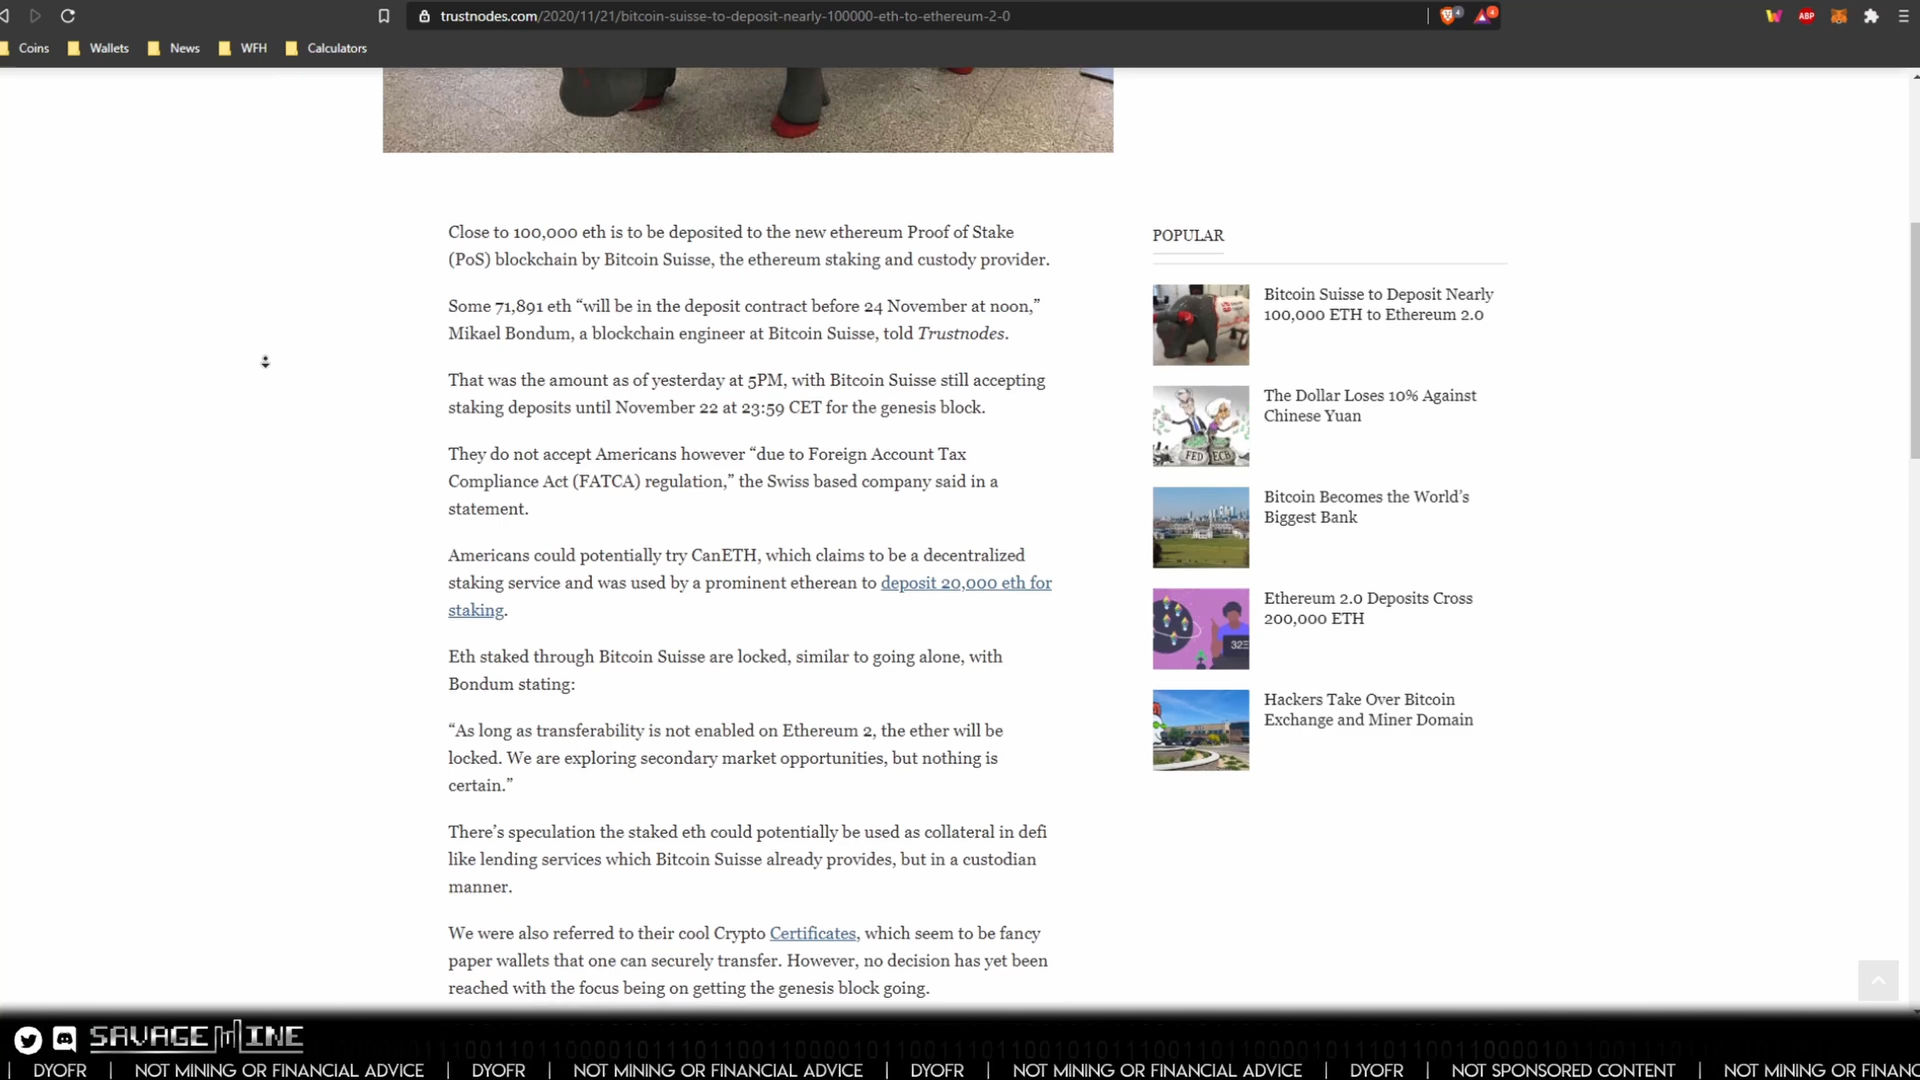 trustnodes.com/2020/11/21/bitcoin-suisse-to-deposit-nearly-100000-eth-to-ethereum-2-0
4
4
ABP
Coins
Wallets
News
WFH
Calculators
Close to 100,000 eth is to be deposited to the new ethereum Proof of Stake
(PoS) blockchain by Bitcoin Suisse, the ethereum staking and custody provider.
Some 71,891 eth “will be in the deposit contract before 24 November at noon,”
Mikael Bondum, a blockchain engineer at Bitcoin Suisse, told Trustnodes.
That was the amount as of yesterday at 5PM, with Bitcoin Suisse still accepting
staking deposits until November 22 at 23:59 CET for the genesis block.
They do not accept Americans however “due to Foreign Account Tax
Compliance Act (FATCA) regulation,” the Swiss based company said in a
statement.
Americans could potentially try CanETH, which claims to be a decentralized
staking service and was used by a prominent etherean to deposit 20,000 eth for
staking.
Eth staked through Bitcoin Suisse are locked, similar to going alone, with
Bondum stating:
“As long as transferability is not enabled on Ethereum 2, the ether will be
locked. We are exploring secondary market opportunities, but nothing is
certain.”
There’s speculation the staked eth could potentially be used as collateral in defi
like lending services which Bitcoin Suisse already provides, but in a custodian
manner.
We were also referred to their cool Crypto Certificates, which seem to be fancy
paper wallets that one can securely transfer. However, no decision has yet been
reached with the focus being on getting the genesis block going.
POPULAR
Bitcoin Suisse to Deposit Nearly
100,000 ETH to Ethereum 2.0
FED
ECB
The Dollar Loses 10% Against
Chinese Yuan
Bitcoin Becomes the World’s
Biggest Bank
32Ξ
Ethereum 2.0 Deposits Cross
200,000 ETH
Hackers Take Over Bitcoin
Exchange and Miner Domain
SAVAGE MINE
| DYOFR | NOT MINING OR FINANCIAL ADVICE | DYOFR | NOT MINING OR FINANCIAL ADVICE | DYOFR | NOT MINING OR FINANCIAL ADVICE | DYOFR | NOT SPONSORED CONTENT | NOT MINING OR FINANC